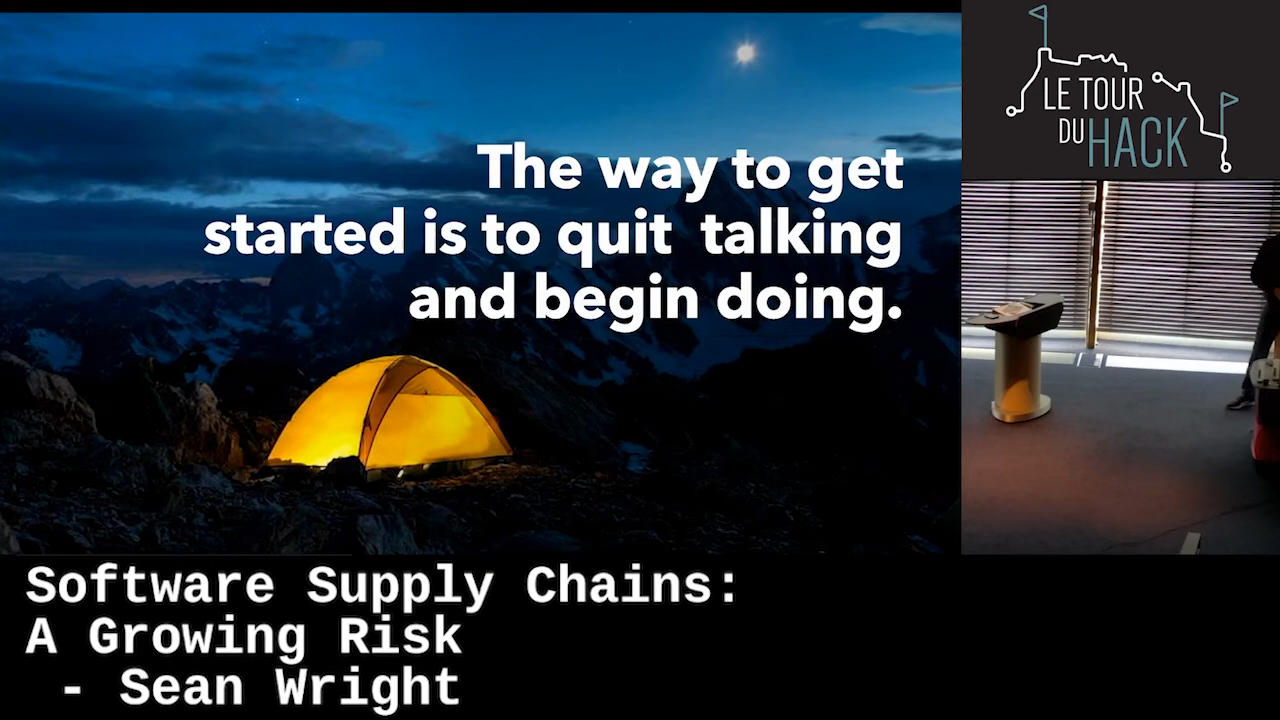 The way to get
started is to quit  talking
and begin doing.
LE TOUR
DU HACK
Software Supply Chains:
A Growing Risk
- Sean Wright